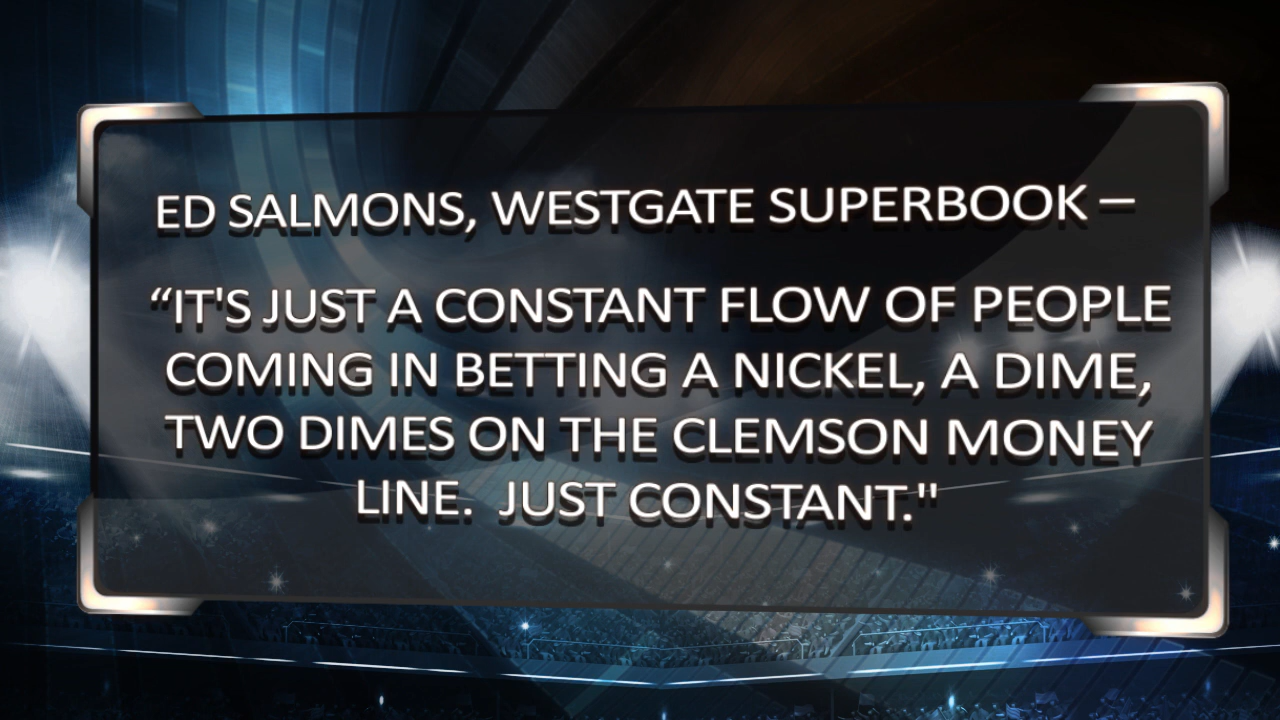 ED SALMONS, WESTGATE SUPERBOOK –
“IT'S JUST A CONSTANT FLOW OF PEOPLE
COMING IN BETTING A NICKEL, A DIME,
TWO DIMES ON THE CLEMSON MONEY
LINE.  JUST CONSTANT."